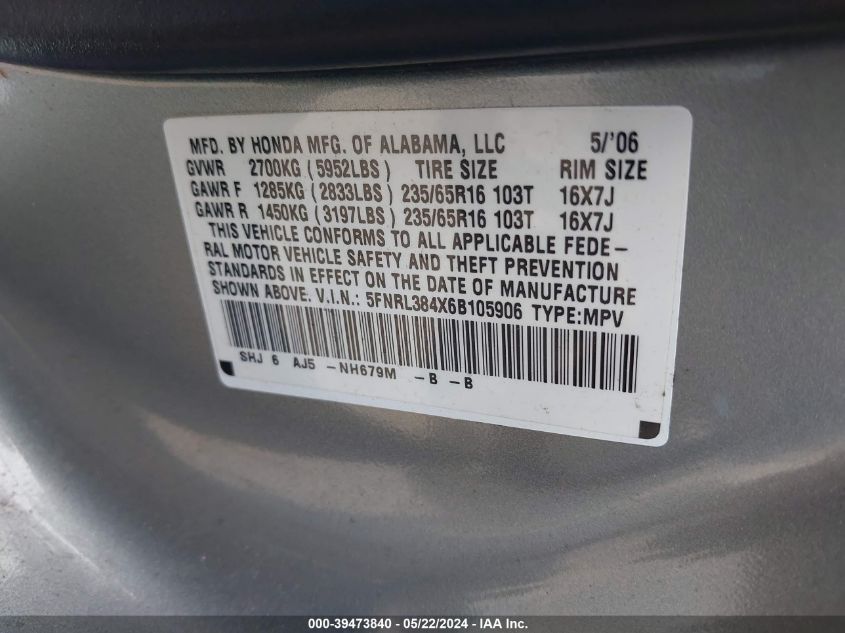 MFD. BY HONDA MFG. OF ALABAMA, LLC 5/'06
GVWR 2700KG (5952LBS) TIRE SIZE RIM SIZE
GAWR F 1285KG (2833LBS) 235/65R16 103T 16X7J
GAWR R 1450KG (3197LBS) 235/65R16 103T 16X7J
THIS VEHICLE CONFORMS TO ALL APPLICABLE FEDE-
RAL MOTOR VEHICLE SAFETY AND THEFT PREVENTION
STANDARDS IN EFFECT ON THE DATE OF MANUFACTURE
SHOWN ABOVE. V.I.N.: 5FNRL384X6B105906 TYPE:MPV
SHJ 6 AJ5 -NH679M -B -B
000-39473840 - 05/22/2024 - IAA Inc.